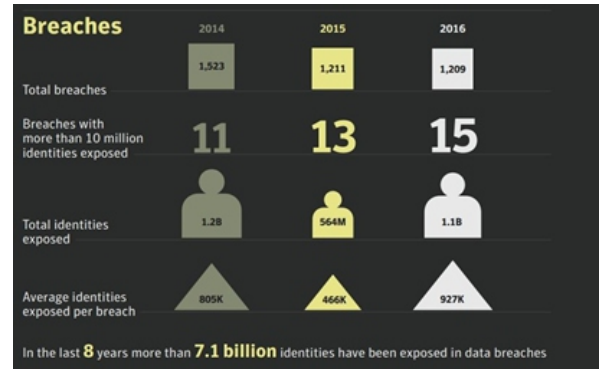 Breaches 2014 2015 2016
Total breaches 1,523 1,211 1,209
Breaches with
more than 10 million
identities exposed 11 13 15
Total identities
exposed 1.2B 564M 1.1B
Average identities
exposed per breach 805K 466K 927K
In the last 8 years more than 7.1 billion identities have been exposed in data breaches